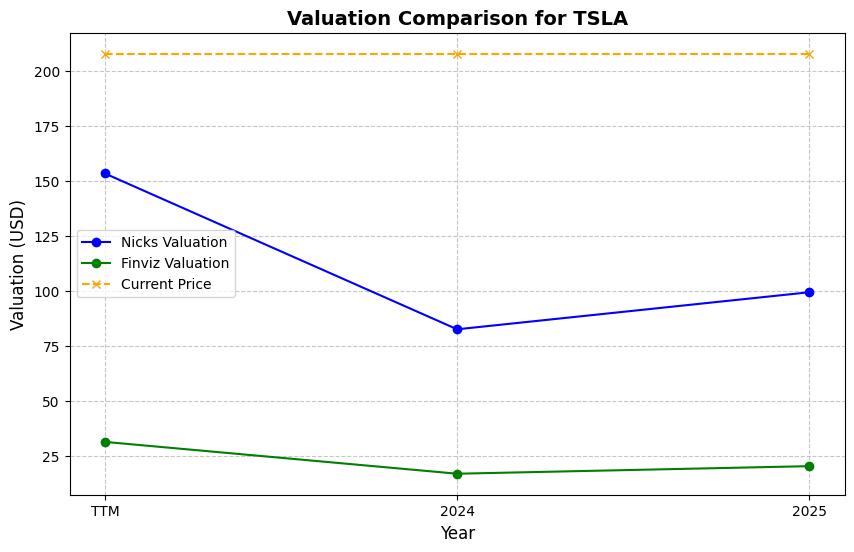 Valuation Comparison for TSLA
Valuation (USD)
200
175
150
125
100
75
50
25
Nicks Valuation
Finviz Valuation
Current Price
TTM
2024
2025
Year